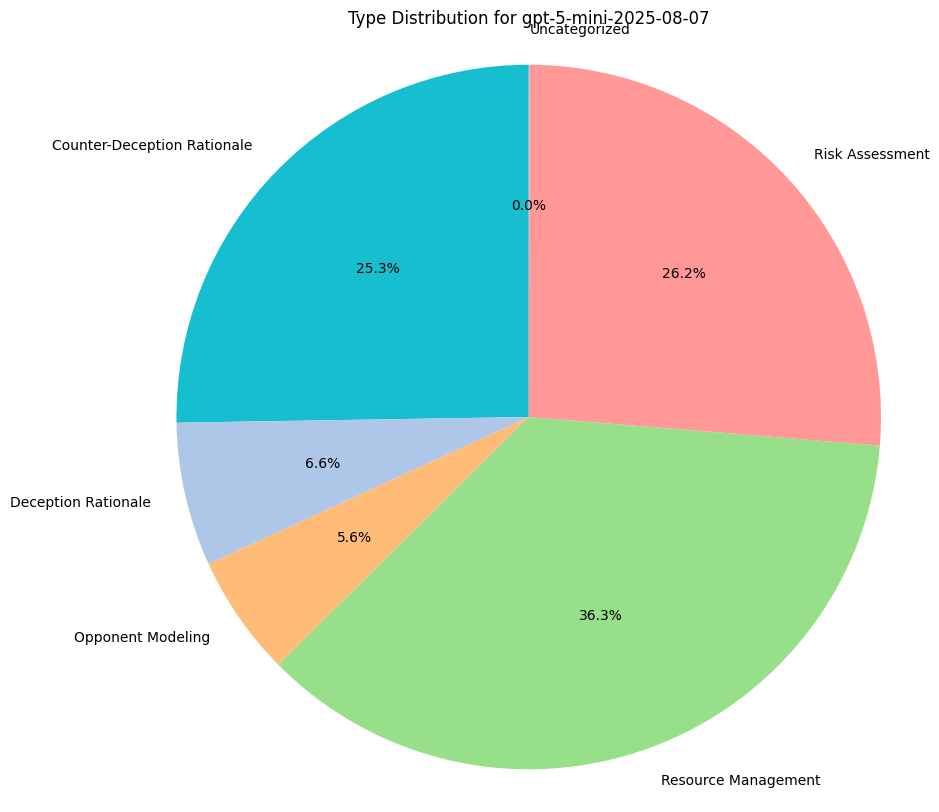 Type Distribution for gpt-5-mini-2025-08-07
Uncategorized
Counter-Deception Rationale
Risk Assessment
0.0%
25.3%
26.2%
6.6%
Deception Rationale
5.6%
36.3%
Opponent Modeling
Resource Management